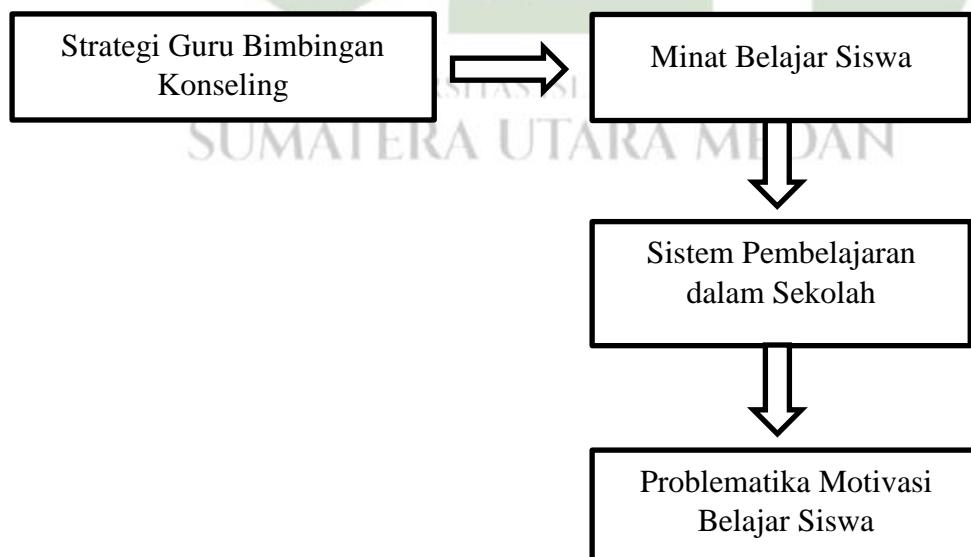 Strategi Guru Bimbingan
Konseling
Minat Belajar Siswa
SUMATERA UTARA MEDAN
Sistem Pembelajaran
dalam Sekolah
Problematika Motivasi
Belajar Siswa